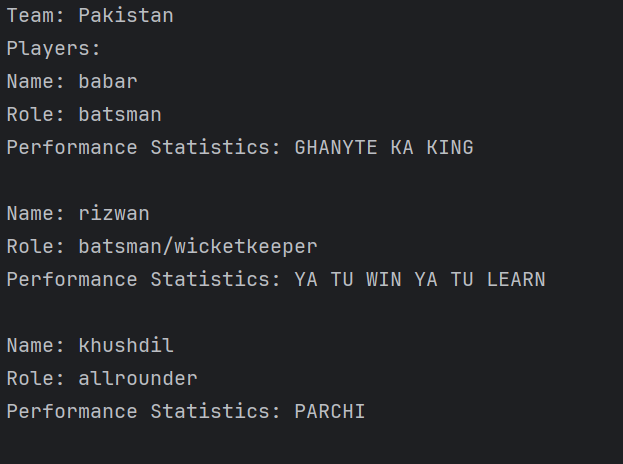 Team: Pakistan
Players:
Name: babar
Role: batsman
Performance Statistics: GHANYTE KA KING
Name: rizwan
Role: batsman/wicketkeeper
Performance Statistics: YA TU WIN YA TU LEARN
Name: khushdil
Role: allrounder
Performance Statistics: PARCHI